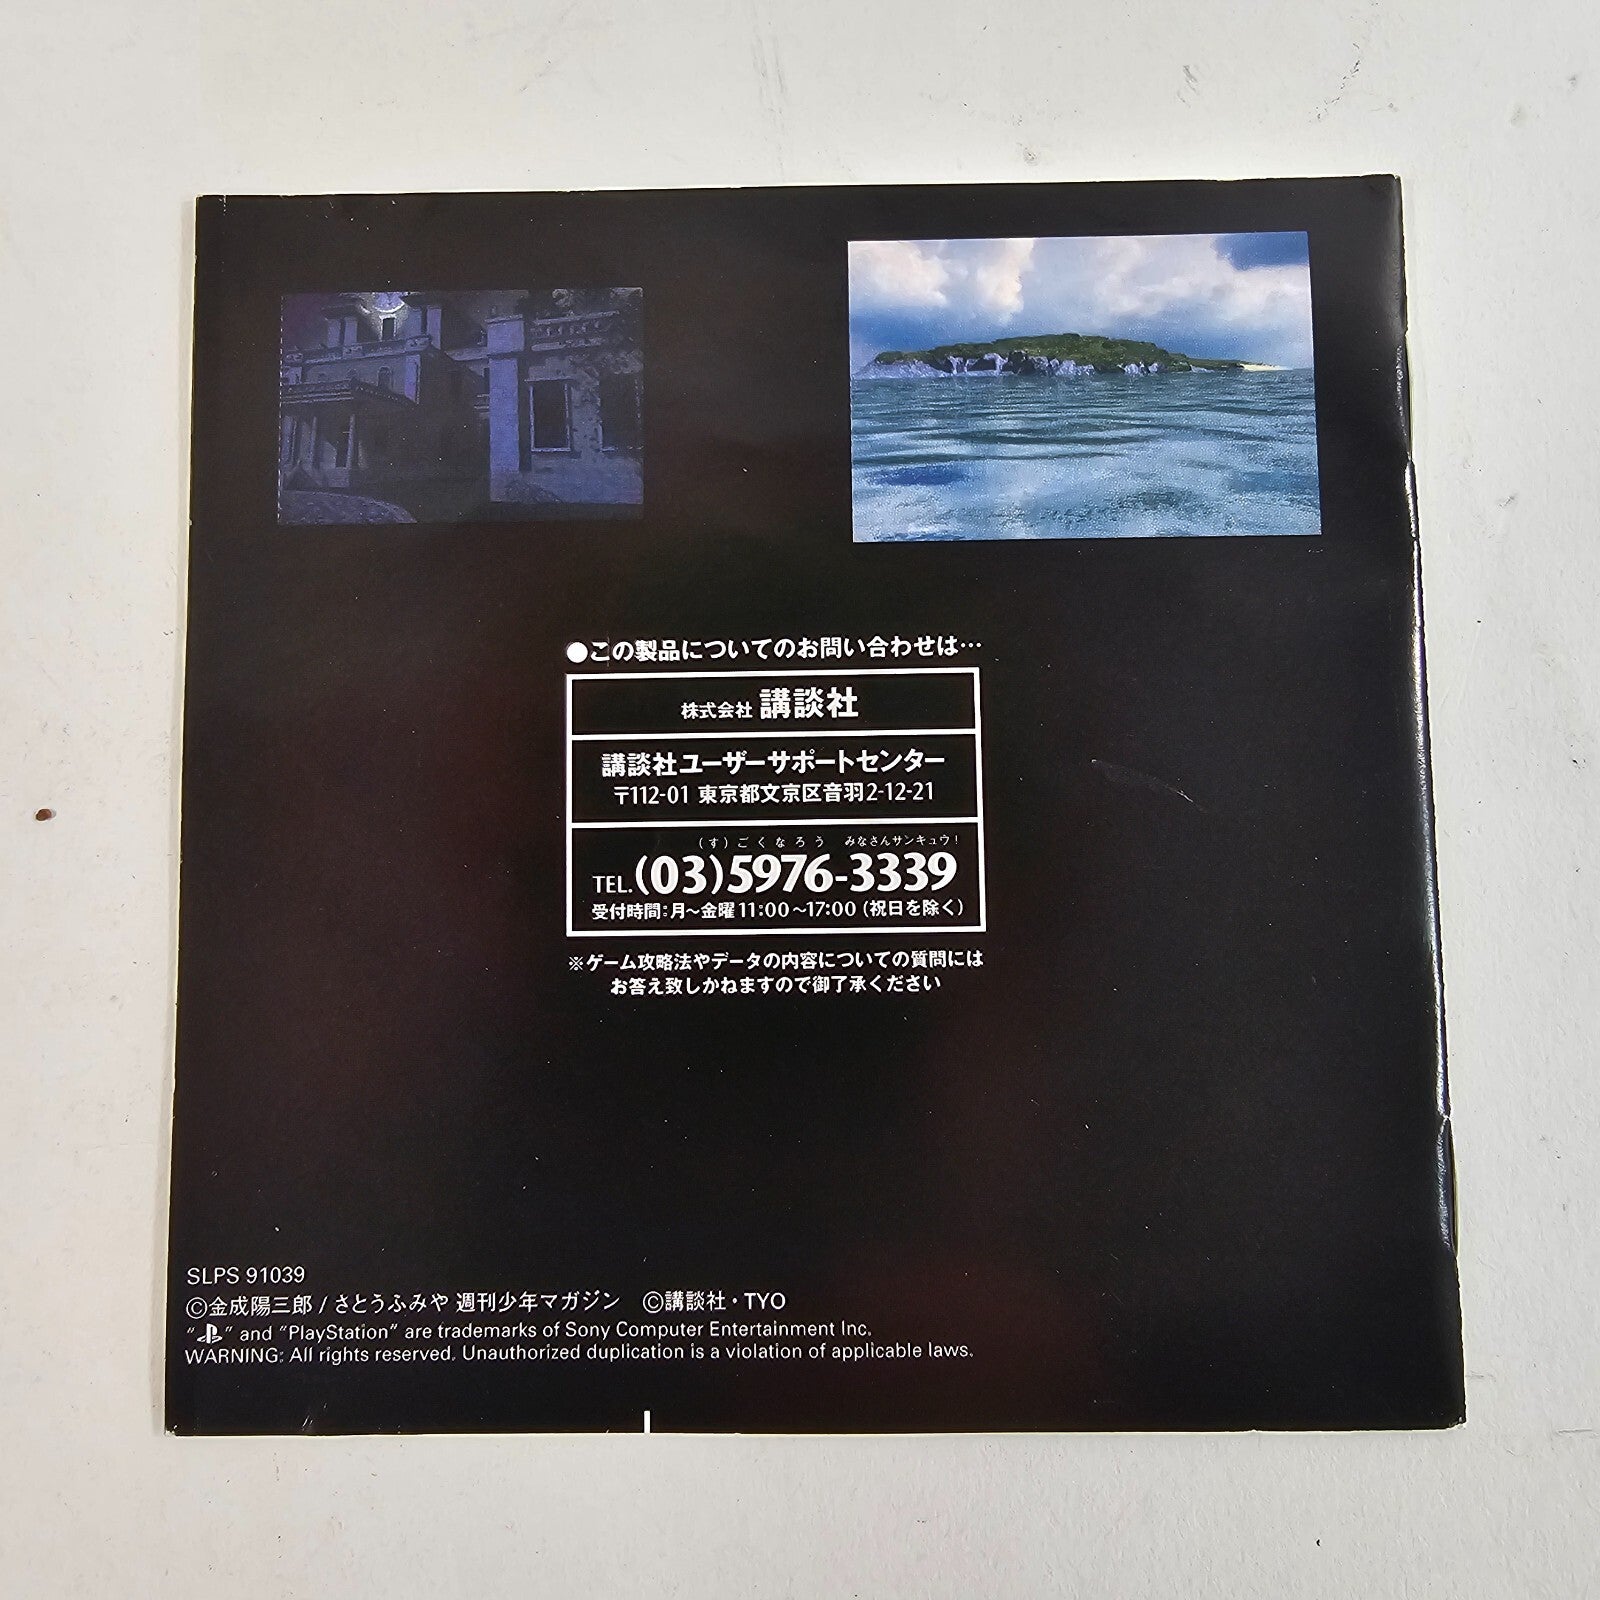 ●この製品についてのお問い合わせは…
株式会社 講談社
講談社ユーザーサポートセンター
〒112-01 東京都文京区音羽2-12-21
(す)ごくなろう みなさんサンキュウ!
TEL.(03)5976-3339
受付時間:月〜金曜11:00〜17:00(祝日を除く)
※ゲーム攻略法やデータの内容についての質問には
お答え致しかねますので御了承ください
SLPS 91039
©金成陽三郎/さとうふみや 週刊少年マガジン ©講談社・TYO
"PS" and "PlayStation" are trademarks of Sony Computer Entertainment Inc.
WARNING: All rights reserved. Unauthorized duplication is a violation of applicable laws.